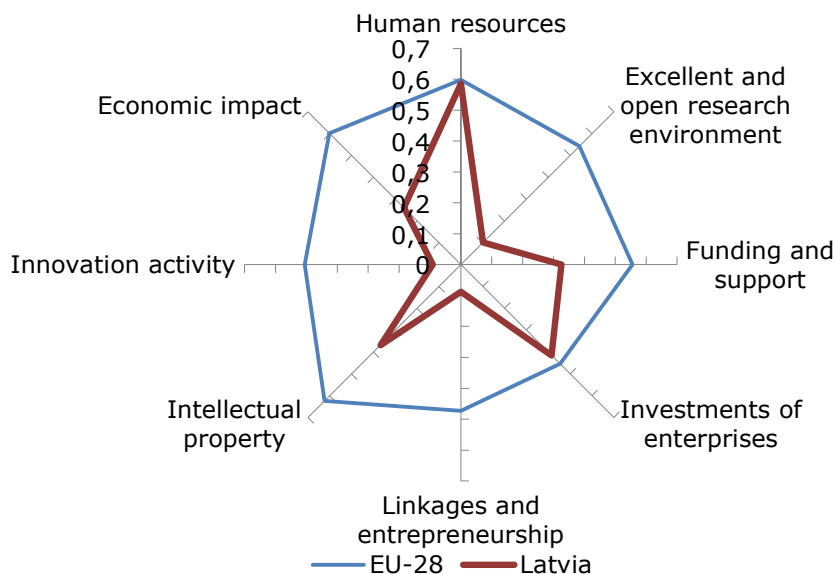 Human resources
0,7
0,6
0,5
0,4
0,3
0,2
0,1
0
Excellent and
open research
environment
Economic impact
Funding and
support
Innovation activity
Investments of
enterprises
Intellectual
property
Linkages and
entrepreneurship
EU-28
Latvia